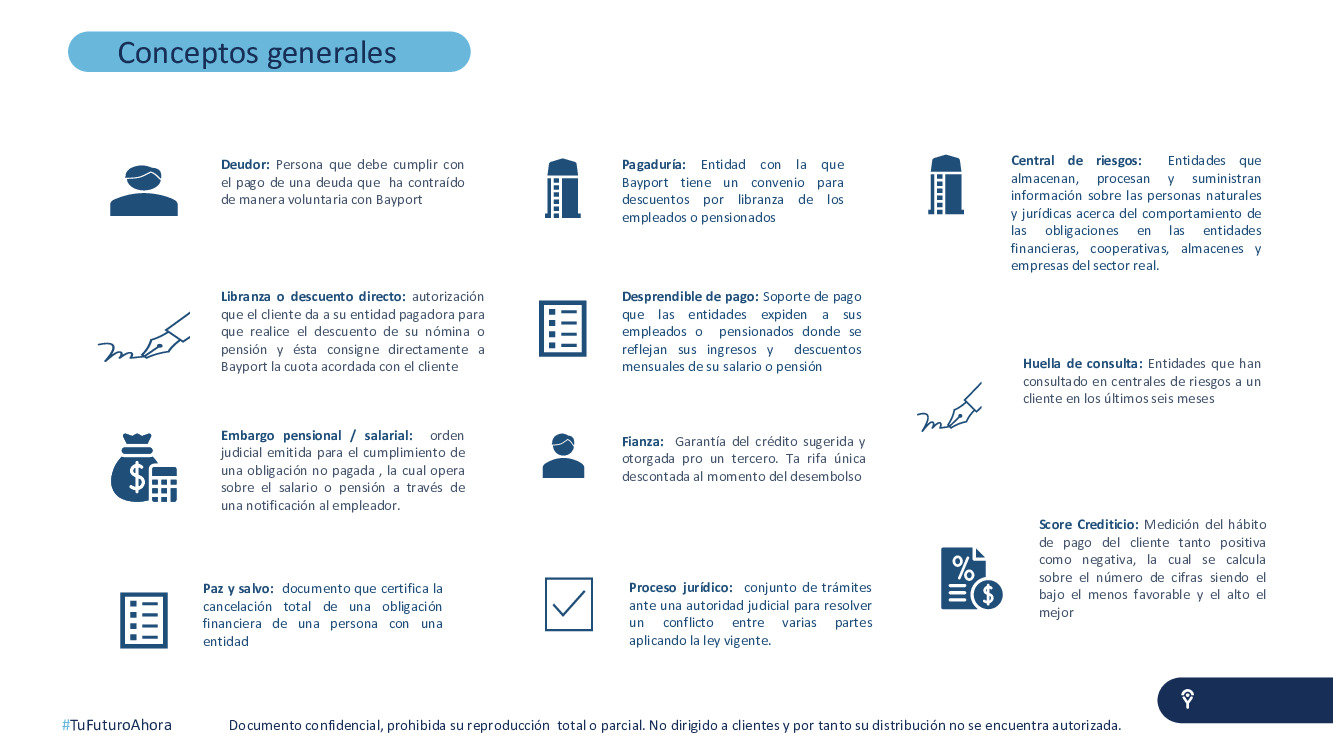 Conceptos generales
Deudor: Persona que debe cumplir con
el pago de una deuda que ha contraído
de manera voluntaria con Bayport
Libranza o descuento directo: autorización
que el cliente da a su entidad pagadora para
que realice el descuento de su nómina o
pensión y ésta consigne directamente a
Bayport la cuota acordada con el cliente
Embargo pensional / salarial: orden
judicial emitida para el cumplimiento de
una obligación no pagada , la cual opera
sobre el salario o pensión a través de
una notificación al empleador.
Paz y salvo: documento que certifica la
cancelación total de una obligación
financiera de una persona con una
entidad
Pagaduría: Entidad con la que
Bayport tiene un convenio para
descuentos por libranza de los
empleados o pensionados
Desprendible de pago: Soporte de pago
que las entidades expiden a sus
empleados o pensionados donde se
reflejan sus ingresos y descuentos
mensuales de su salario o pensión
Fianza: Garantía del crédito sugerida y
otorgada pro un tercero. Ta rifa única
descontada al momento del desembolso
Proceso jurídico: conjunto de trámites
ante una autoridad judicial para resolver
un conflicto entre varias partes
aplicando la ley vigente.
Central de riesgos: Entidades que
almacenan, procesan y suministran
información sobre las personas naturales
y jurídicas acerca del comportamiento de
las obligaciones en las entidades
financieras, cooperativas, almacenes y
empresas del sector real.
Huella de consulta: Entidades que han
consultado en centrales de riesgos a un
cliente en los últimos seis meses
Score Crediticio: Medición del hábito
de pago del cliente tanto positiva
como negativa, la cual se calcula
sobre el número de cifras siendo el
bajo el menos favorable y el alto el
mejor
#TuFuturoAhora
Documento confidencial, prohibida su reproducción total o parcial. No dirigido a clientes y por tanto su distribución no se encuentra autorizada.